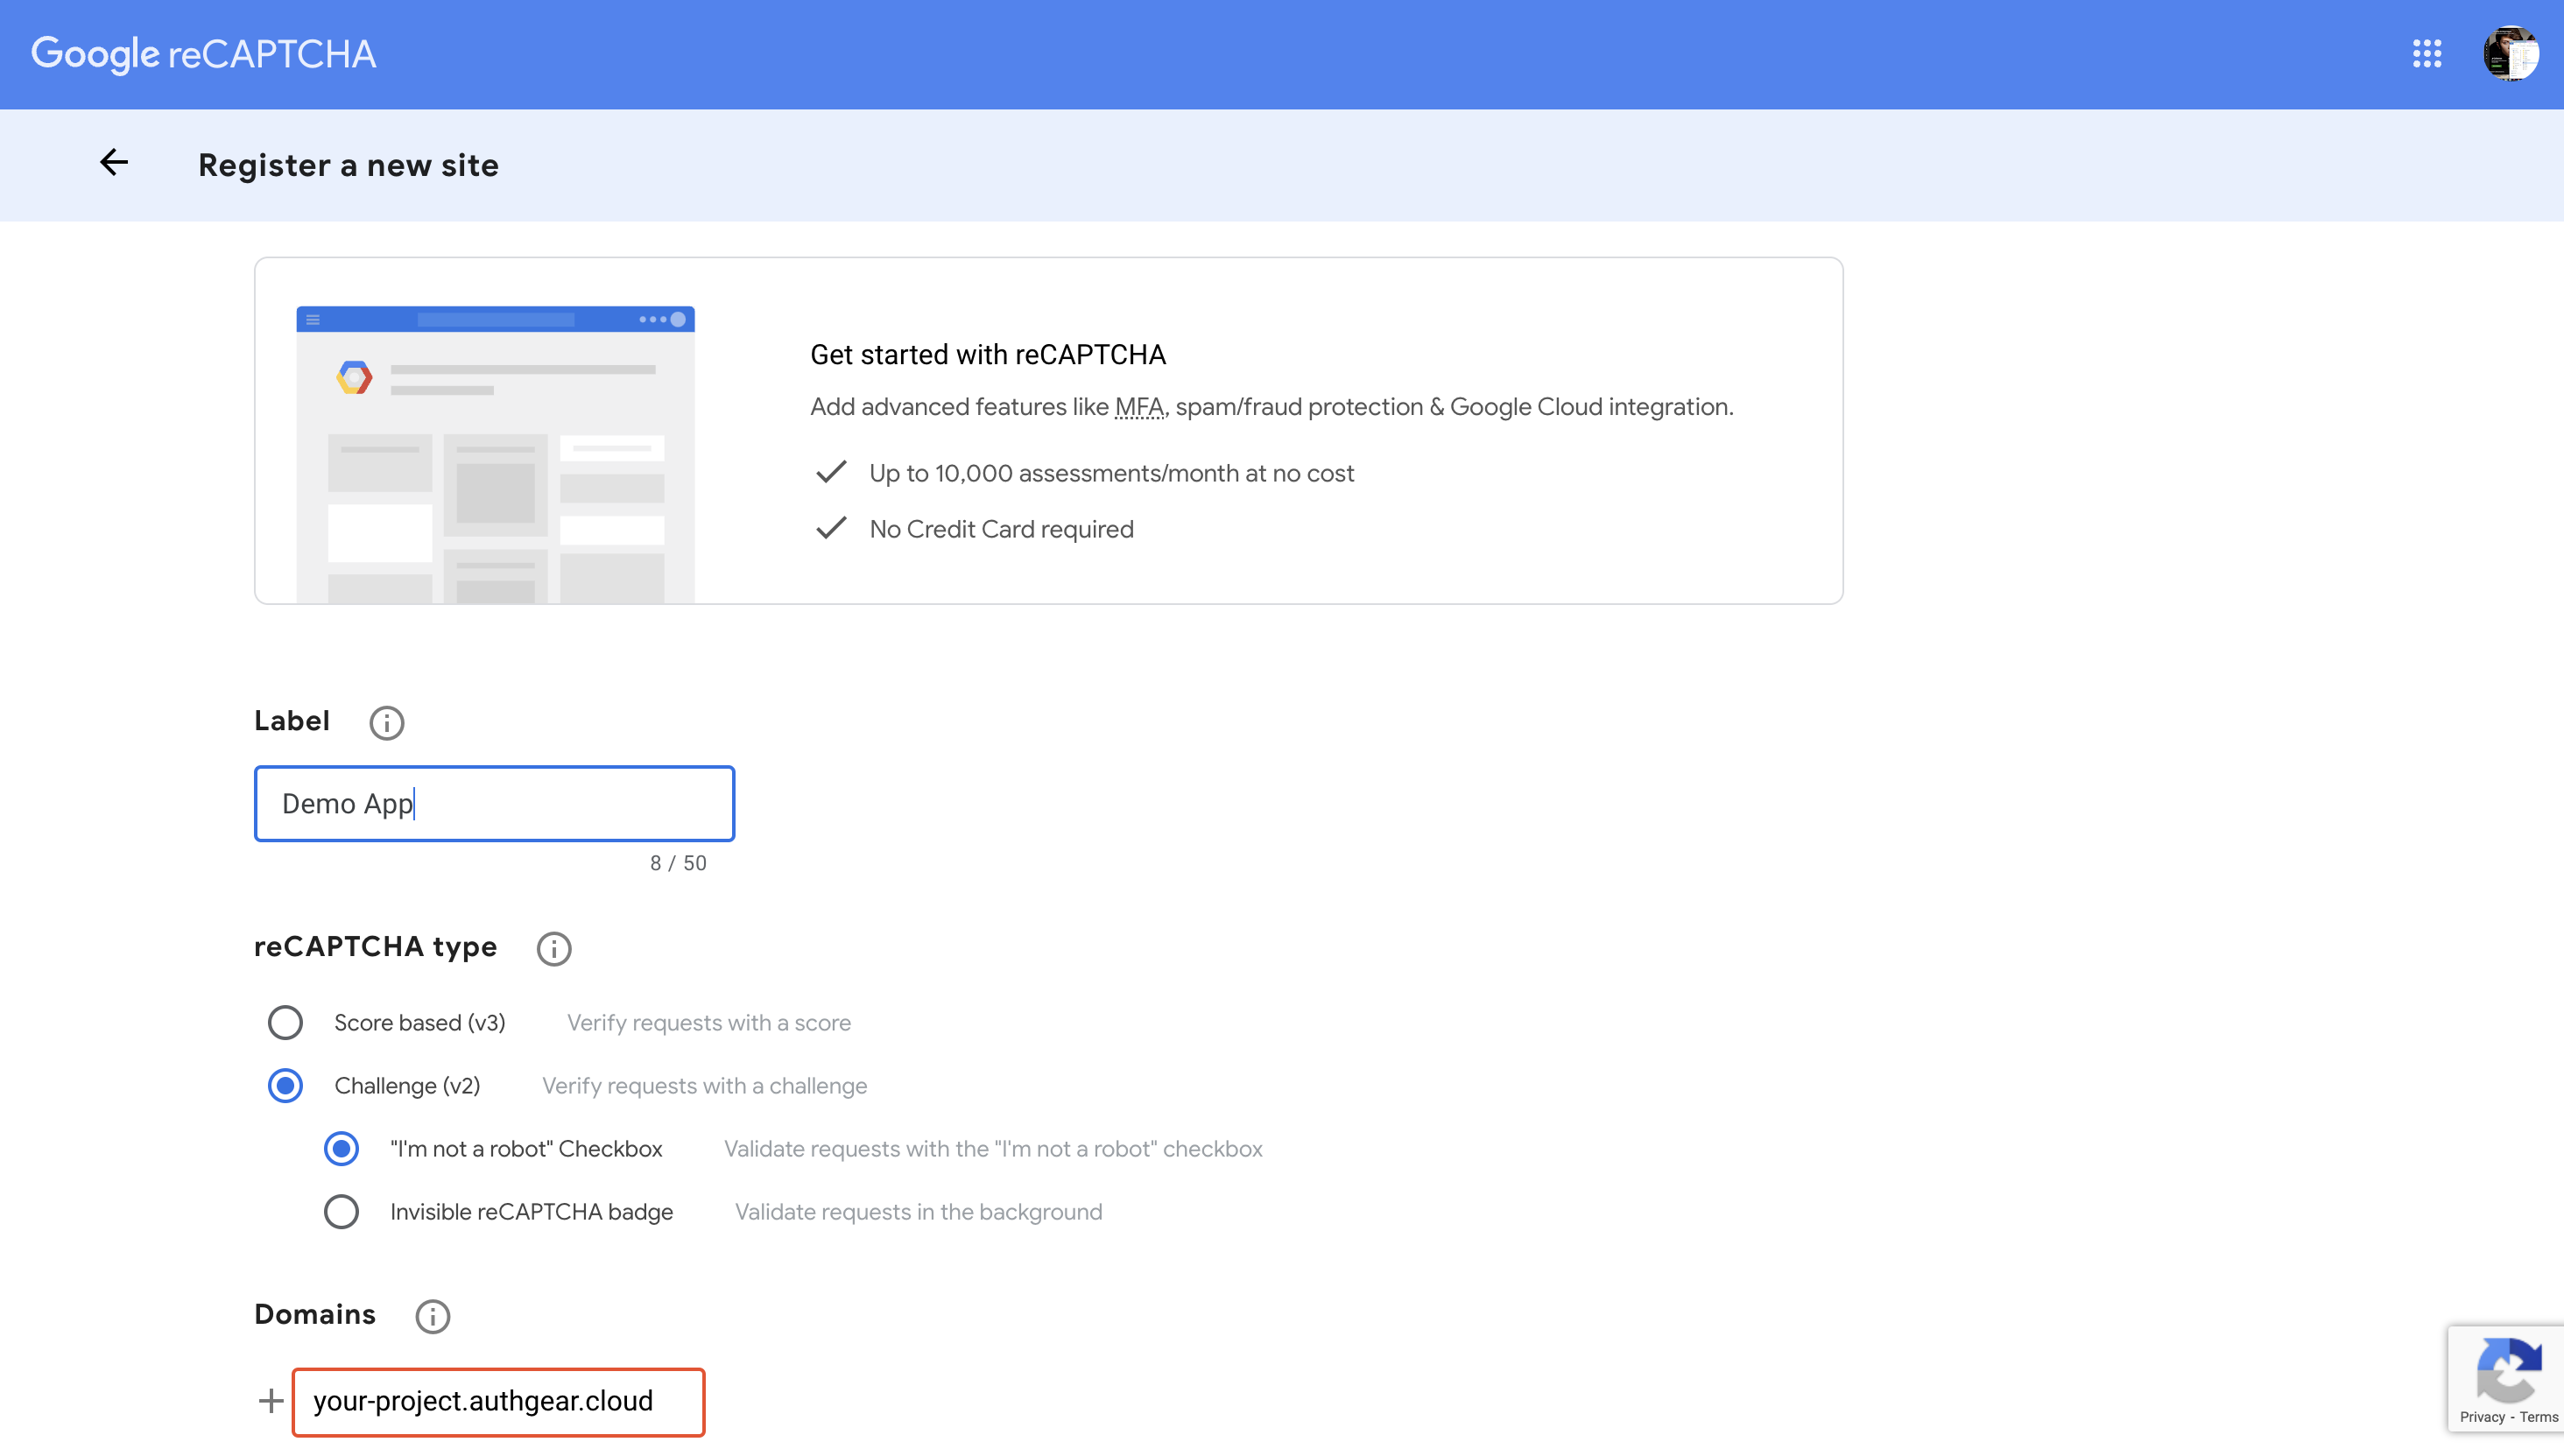 Google reCAPTCHA
Register a new site
Get started with reCAPTCHA
Add advanced features like MFA, spam/fraud protection & Google Cloud integration.
Up to 10,000 assessments/month at no cost
No Credit Card required
Label
Demo App
8 / 50
reCAPTCHA type
Score based (v3) Verify requests with a score
Challenge (v2) Verify requests with a challenge
"I'm not a robot" Checkbox Validate requests with the "I'm not a robot" checkbox
Invisible reCAPTCHA badge Validate requests in the background
Domains
your-project.authgear.cloud
Privacy - Terms